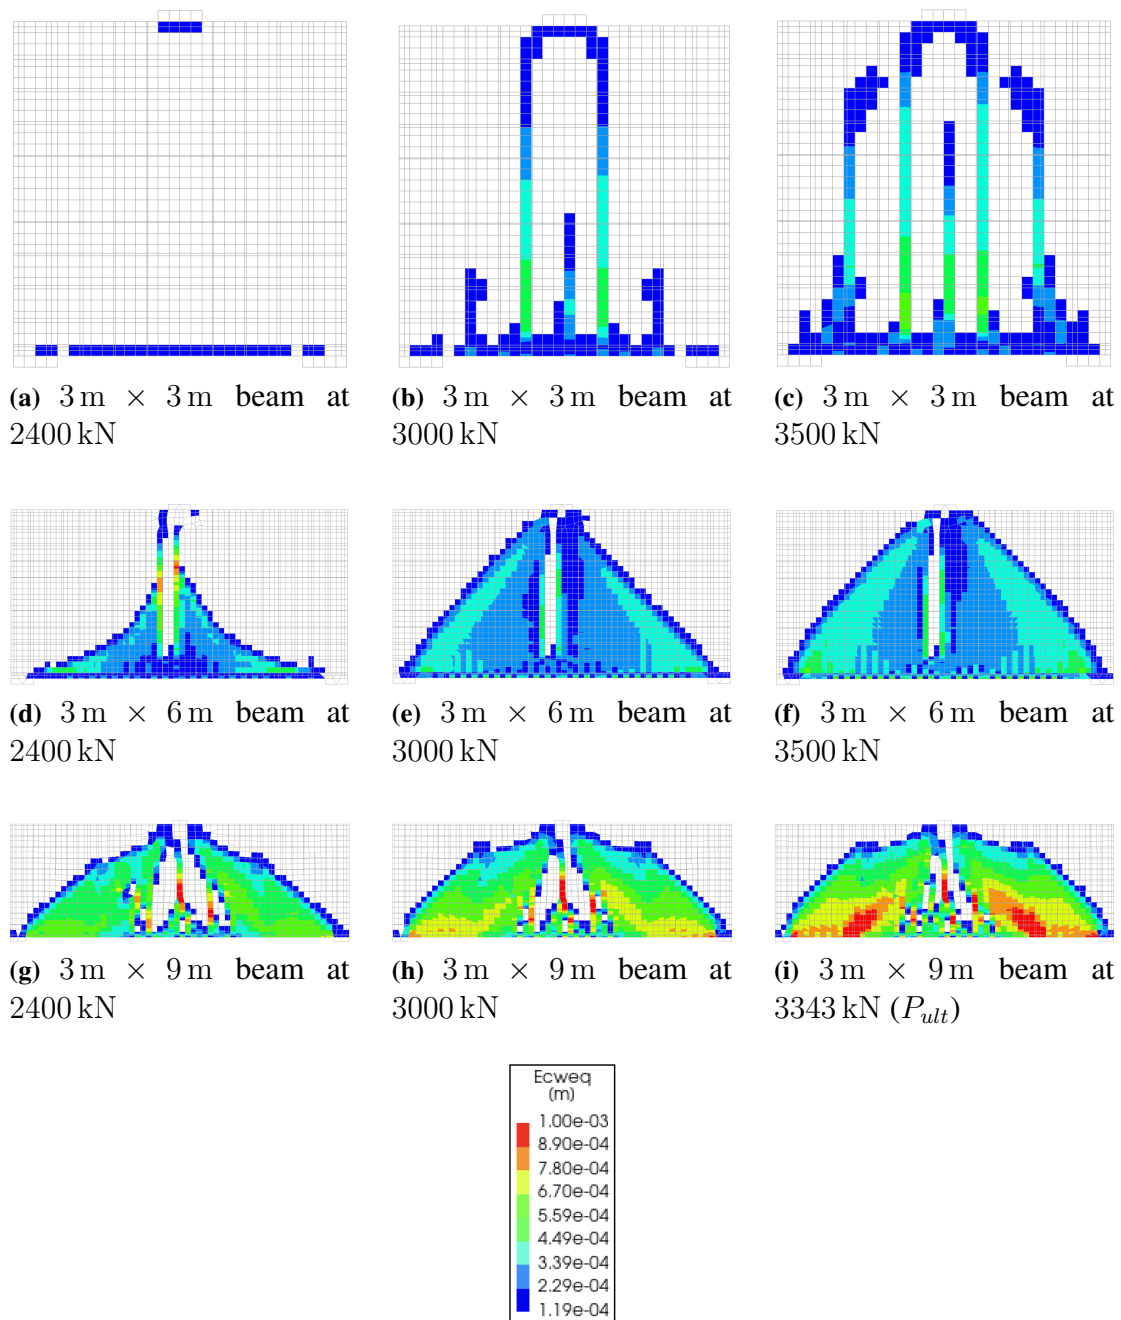 (a) 3 m × 3 m beam at
2400 kN
(b) 3 m × 3 m beam at
3000 kN
(c) 3 m × 3 m beam at
3500 kN
(d) 3 m × 6 m beam at
2400 kN
(e) 3 m × 6 m beam at
3000 kN
(f) 3 m × 6 m beam at
3500 kN
(g) 3 m × 9 m beam at
2400 kN
(h) 3 m × 9 m beam at
3000 kN
(i) 3 m × 9 m beam at
3343 kN (P_ult)
Ecweq
(m)
1.00e-03
8.90e-04
7.80e-04
6.70e-04
5.59e-04
4.49e-04
3.39e-04
2.29e-04
1.19e-04